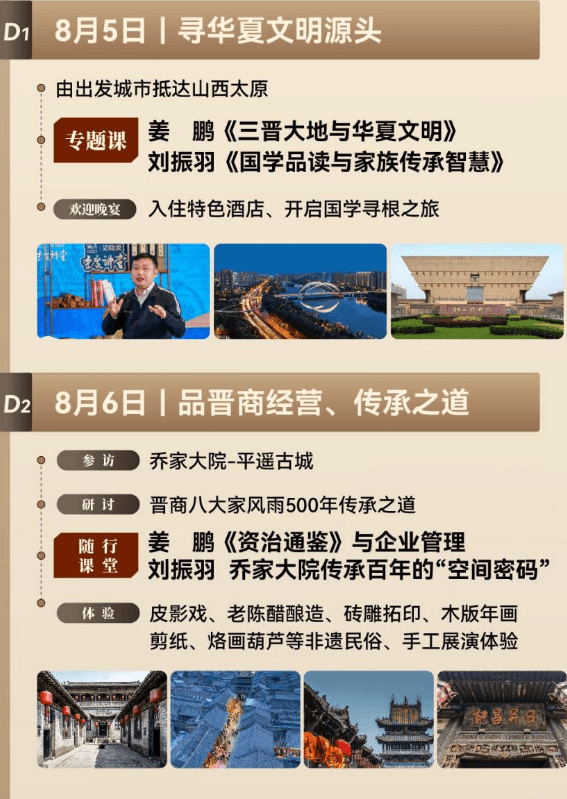 D1
8月5日｜寻华夏文明源头
由出发城市抵达山西太原
专题课
姜　鹏《三晋大地与华夏文明》
刘振羽《国学品读与家族传承智慧》
欢迎晚宴
入住特色酒店、开启国学寻根之旅
D2
8月6日｜品晋商经营、传承之道
参 访
乔家大院-平遥古城
研 讨
晋商八大家风雨500年传承之道
随 行
课 堂
姜　鹏《资治通鉴》与企业管理
刘振羽 乔家大院传承百年的“空间密码”
体 验
皮影戏、老陈醋酿造、砖雕拓印、木版年画
剪纸、烙画葫芦等非遗民俗、手工展演体验
記昌昇日